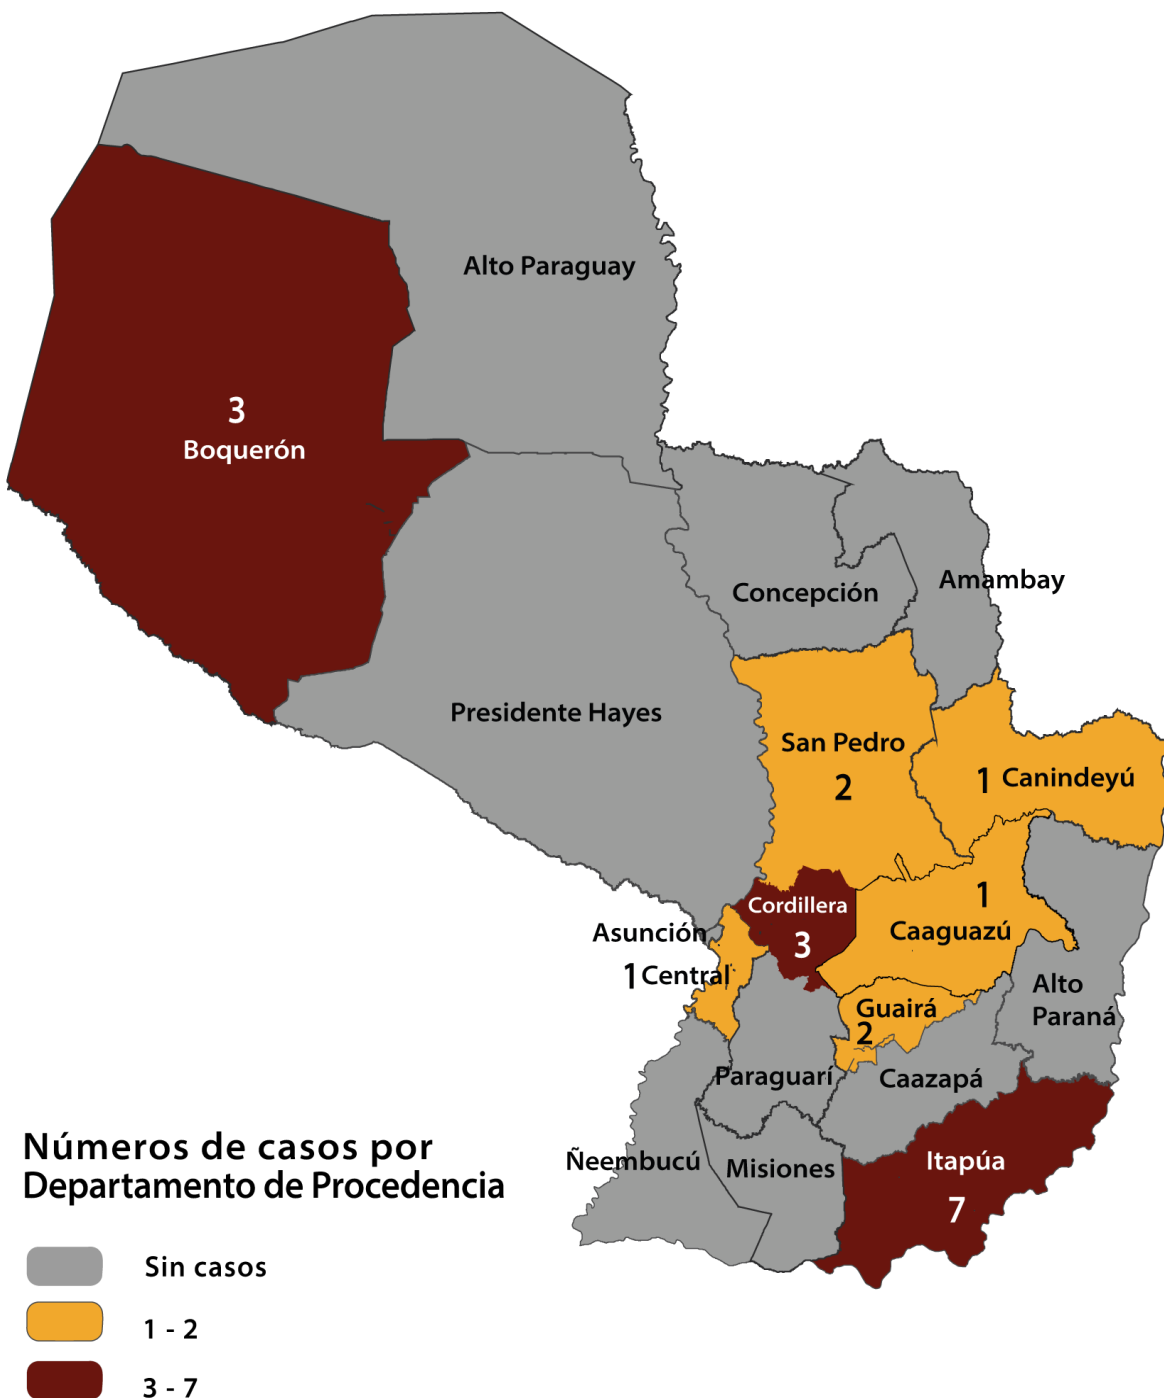 Alto Paraguay
3
Boquerón
Concepción
Amambay
Presidente Hayes
San Pedro
2
1 Canindeyú
Cordillera
3
1
Caaguazú
Asunción
1 Central
Guairá
2
Alto
Paraná
Paraguarí
Caazapá
Ñeembucú
Misiones
Itapúa
7
Números de casos por
Departamento de Procedencia
Sin casos
1 - 2
3 - 7